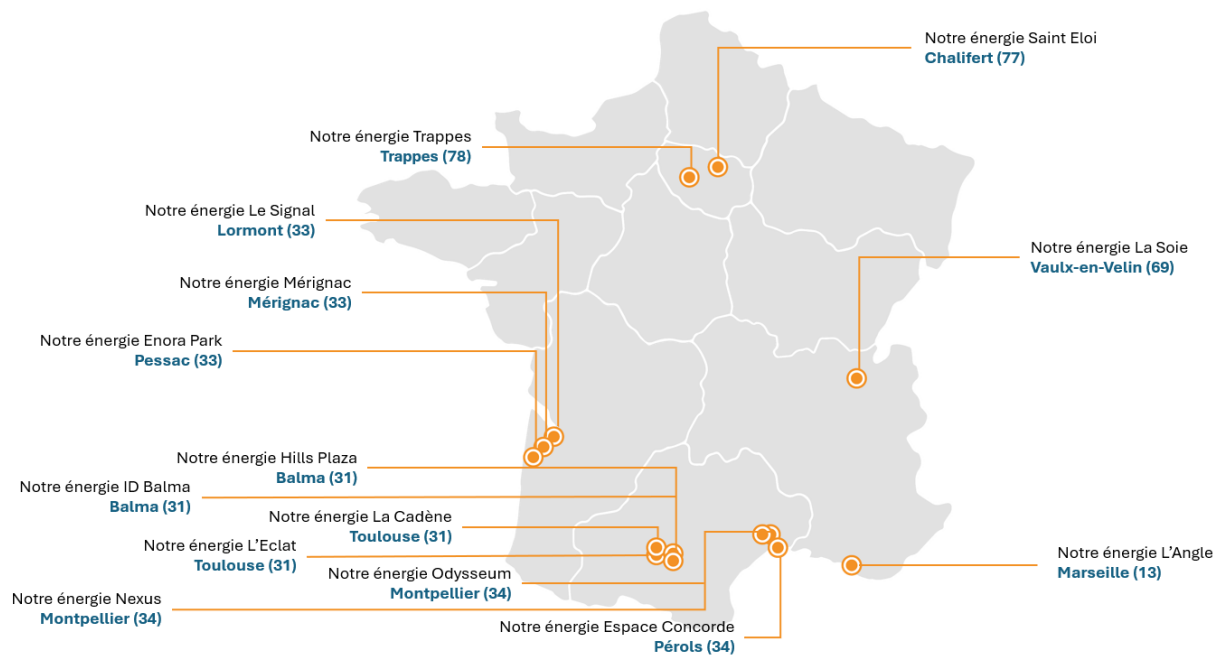 Notre énergie Saint Eloi
Chalifert (77)
Notre énergie Trappes
Trappes (78)
Notre énergie Le Signal
Lormont (33)
Notre énergie La Soie
Vaulx-en-Velin (69)
Notre énergie Mérignac
Mérignac (33)
Notre énergie Enora Park
Pessac (33)
Notre énergie Hills Plaza
Balma (31)
Notre énergie ID Balma
Balma (31)
Notre énergie La Cadène
Toulouse (31)
Notre énergie L’Eclat
Toulouse (31)
Notre énergie L’Angle
Marseille (13)
Notre énergie Odysseum
Montpellier (34)
Notre énergie Nexus
Montpellier (34)
Notre énergie Espace Concorde
Pérols (34)